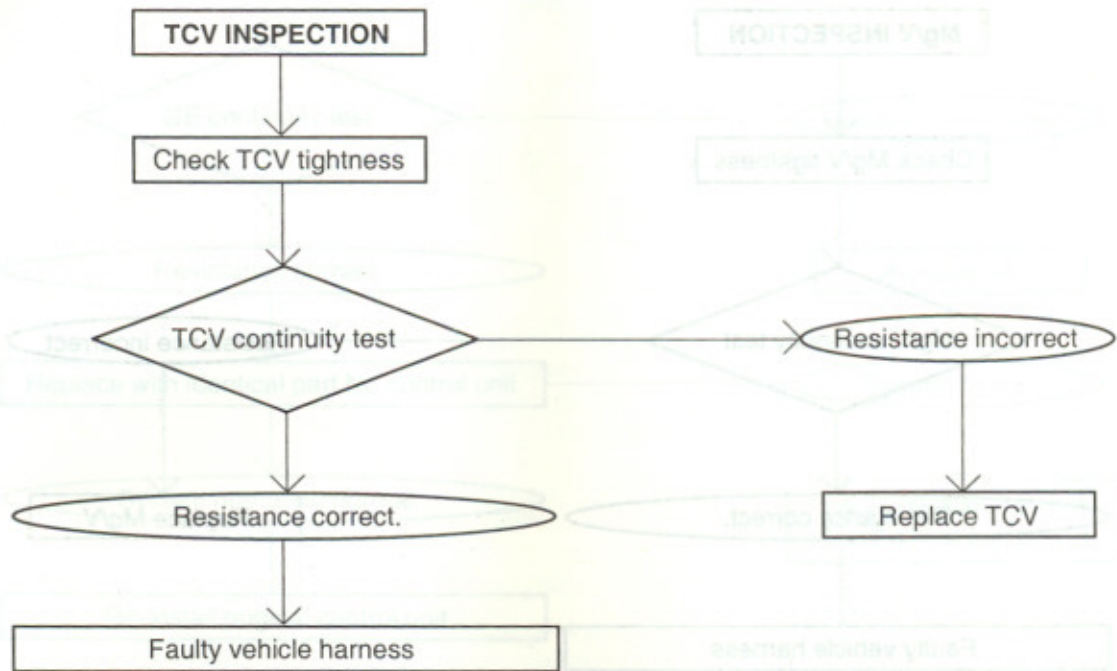 TCV INSPECTION
Check TCV tightness
TCV continuity test
Resistance incorrect
Resistance correct.
Replace TCV
Faulty vehicle harness